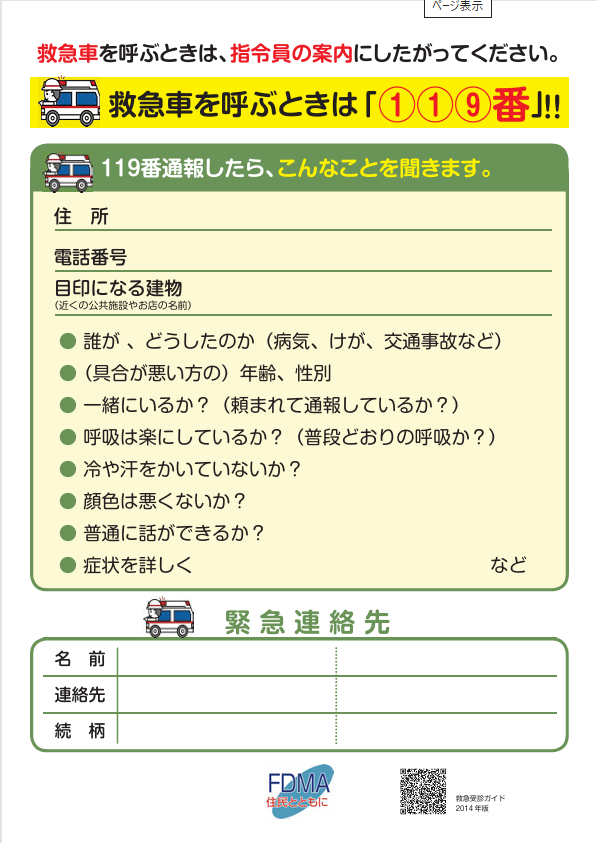 ページ表示
救急車を呼ぶときは、指令員の案内にしたがってください。
救急車を呼ぶときは「①①⑨番」!!
119番通報したら、こんなことを聞きます。
住　所
電話番号
目印になる建物
(近くの公共施設やお店の名前)
● 誰が 、どうしたのか（病気、けが、交通事故など）
●（具合が悪い方の）年齢、性別
● 一緒にいるか？（頼まれて通報しているか？）
● 呼吸は楽にしているか？（普段どおりの呼吸か？）
● 冷や汗をかいていないか？
● 顔色は悪くないか？
● 普通に話ができるか？
● 症状を詳しく　など
緊急連絡先
名　前
連絡先
続　柄
FDMA
住民とともに
救急受診ガイド
2014年版